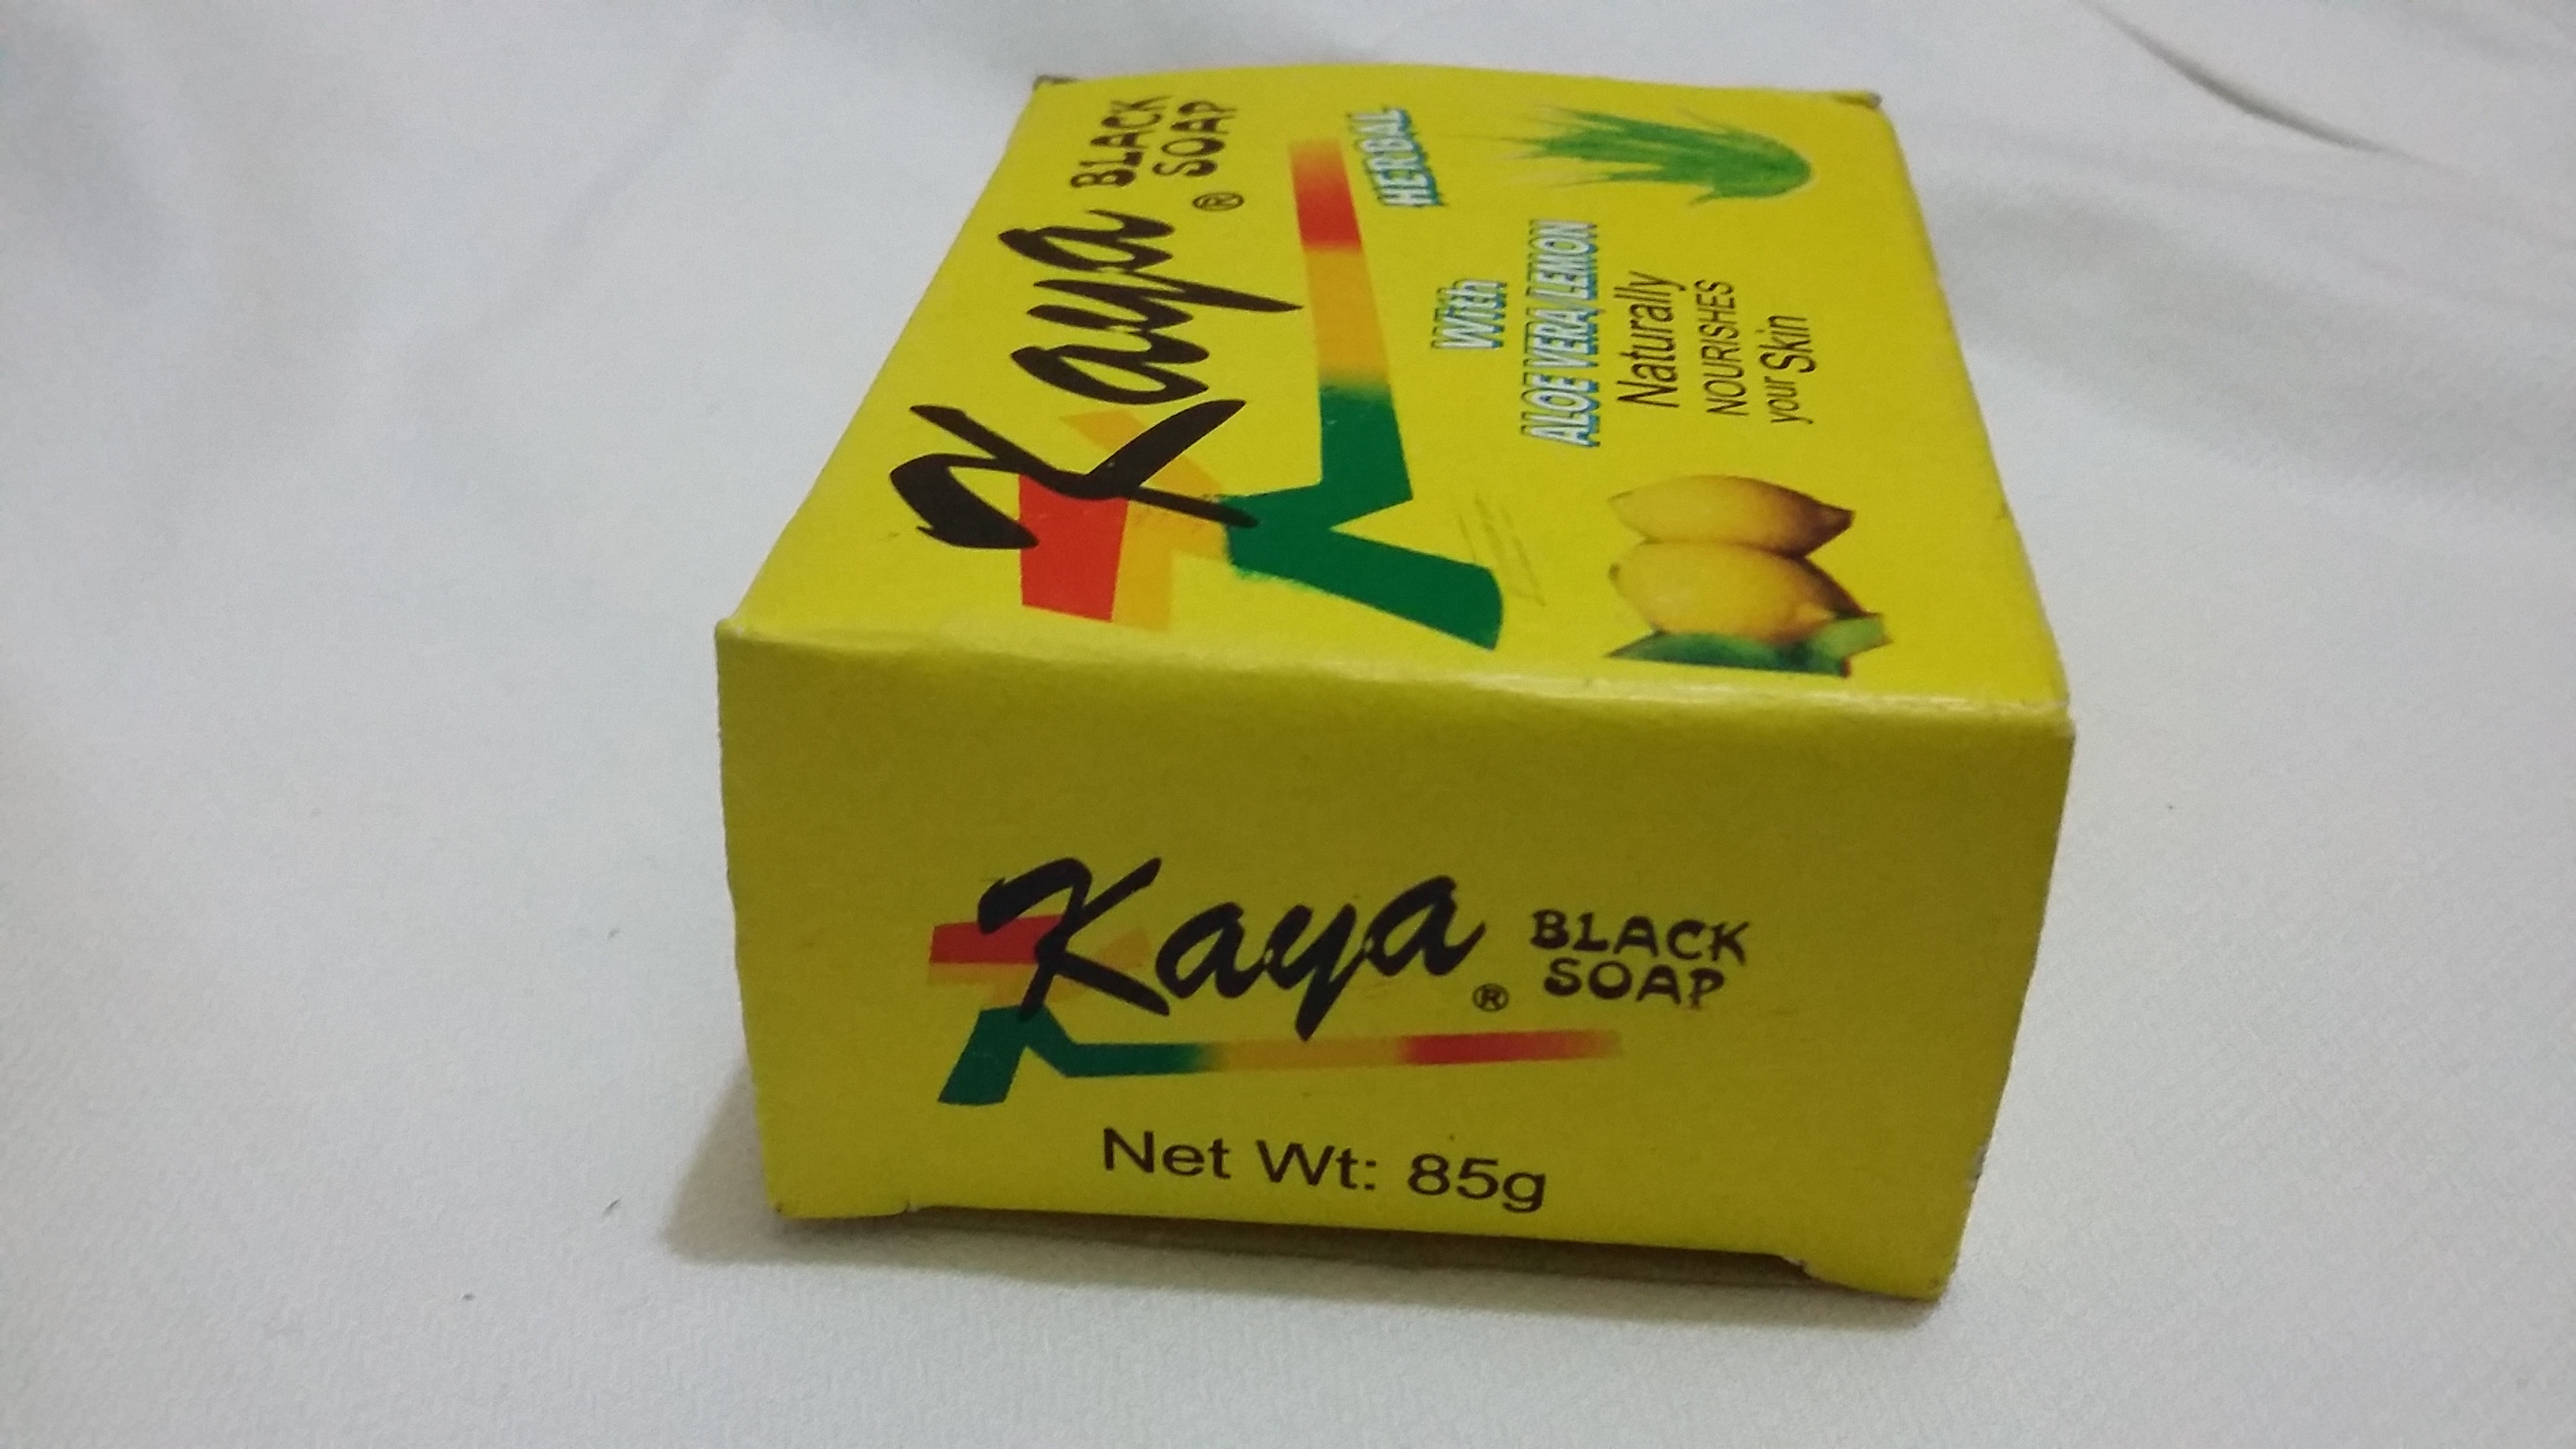 Kaya® BLACK
SOAP
HERBAL
With
ALOE VERA/LEMON
Naturally
NOURISHES
your Skin
Kaya® BLACK
SOAP
Net Wt: 85g